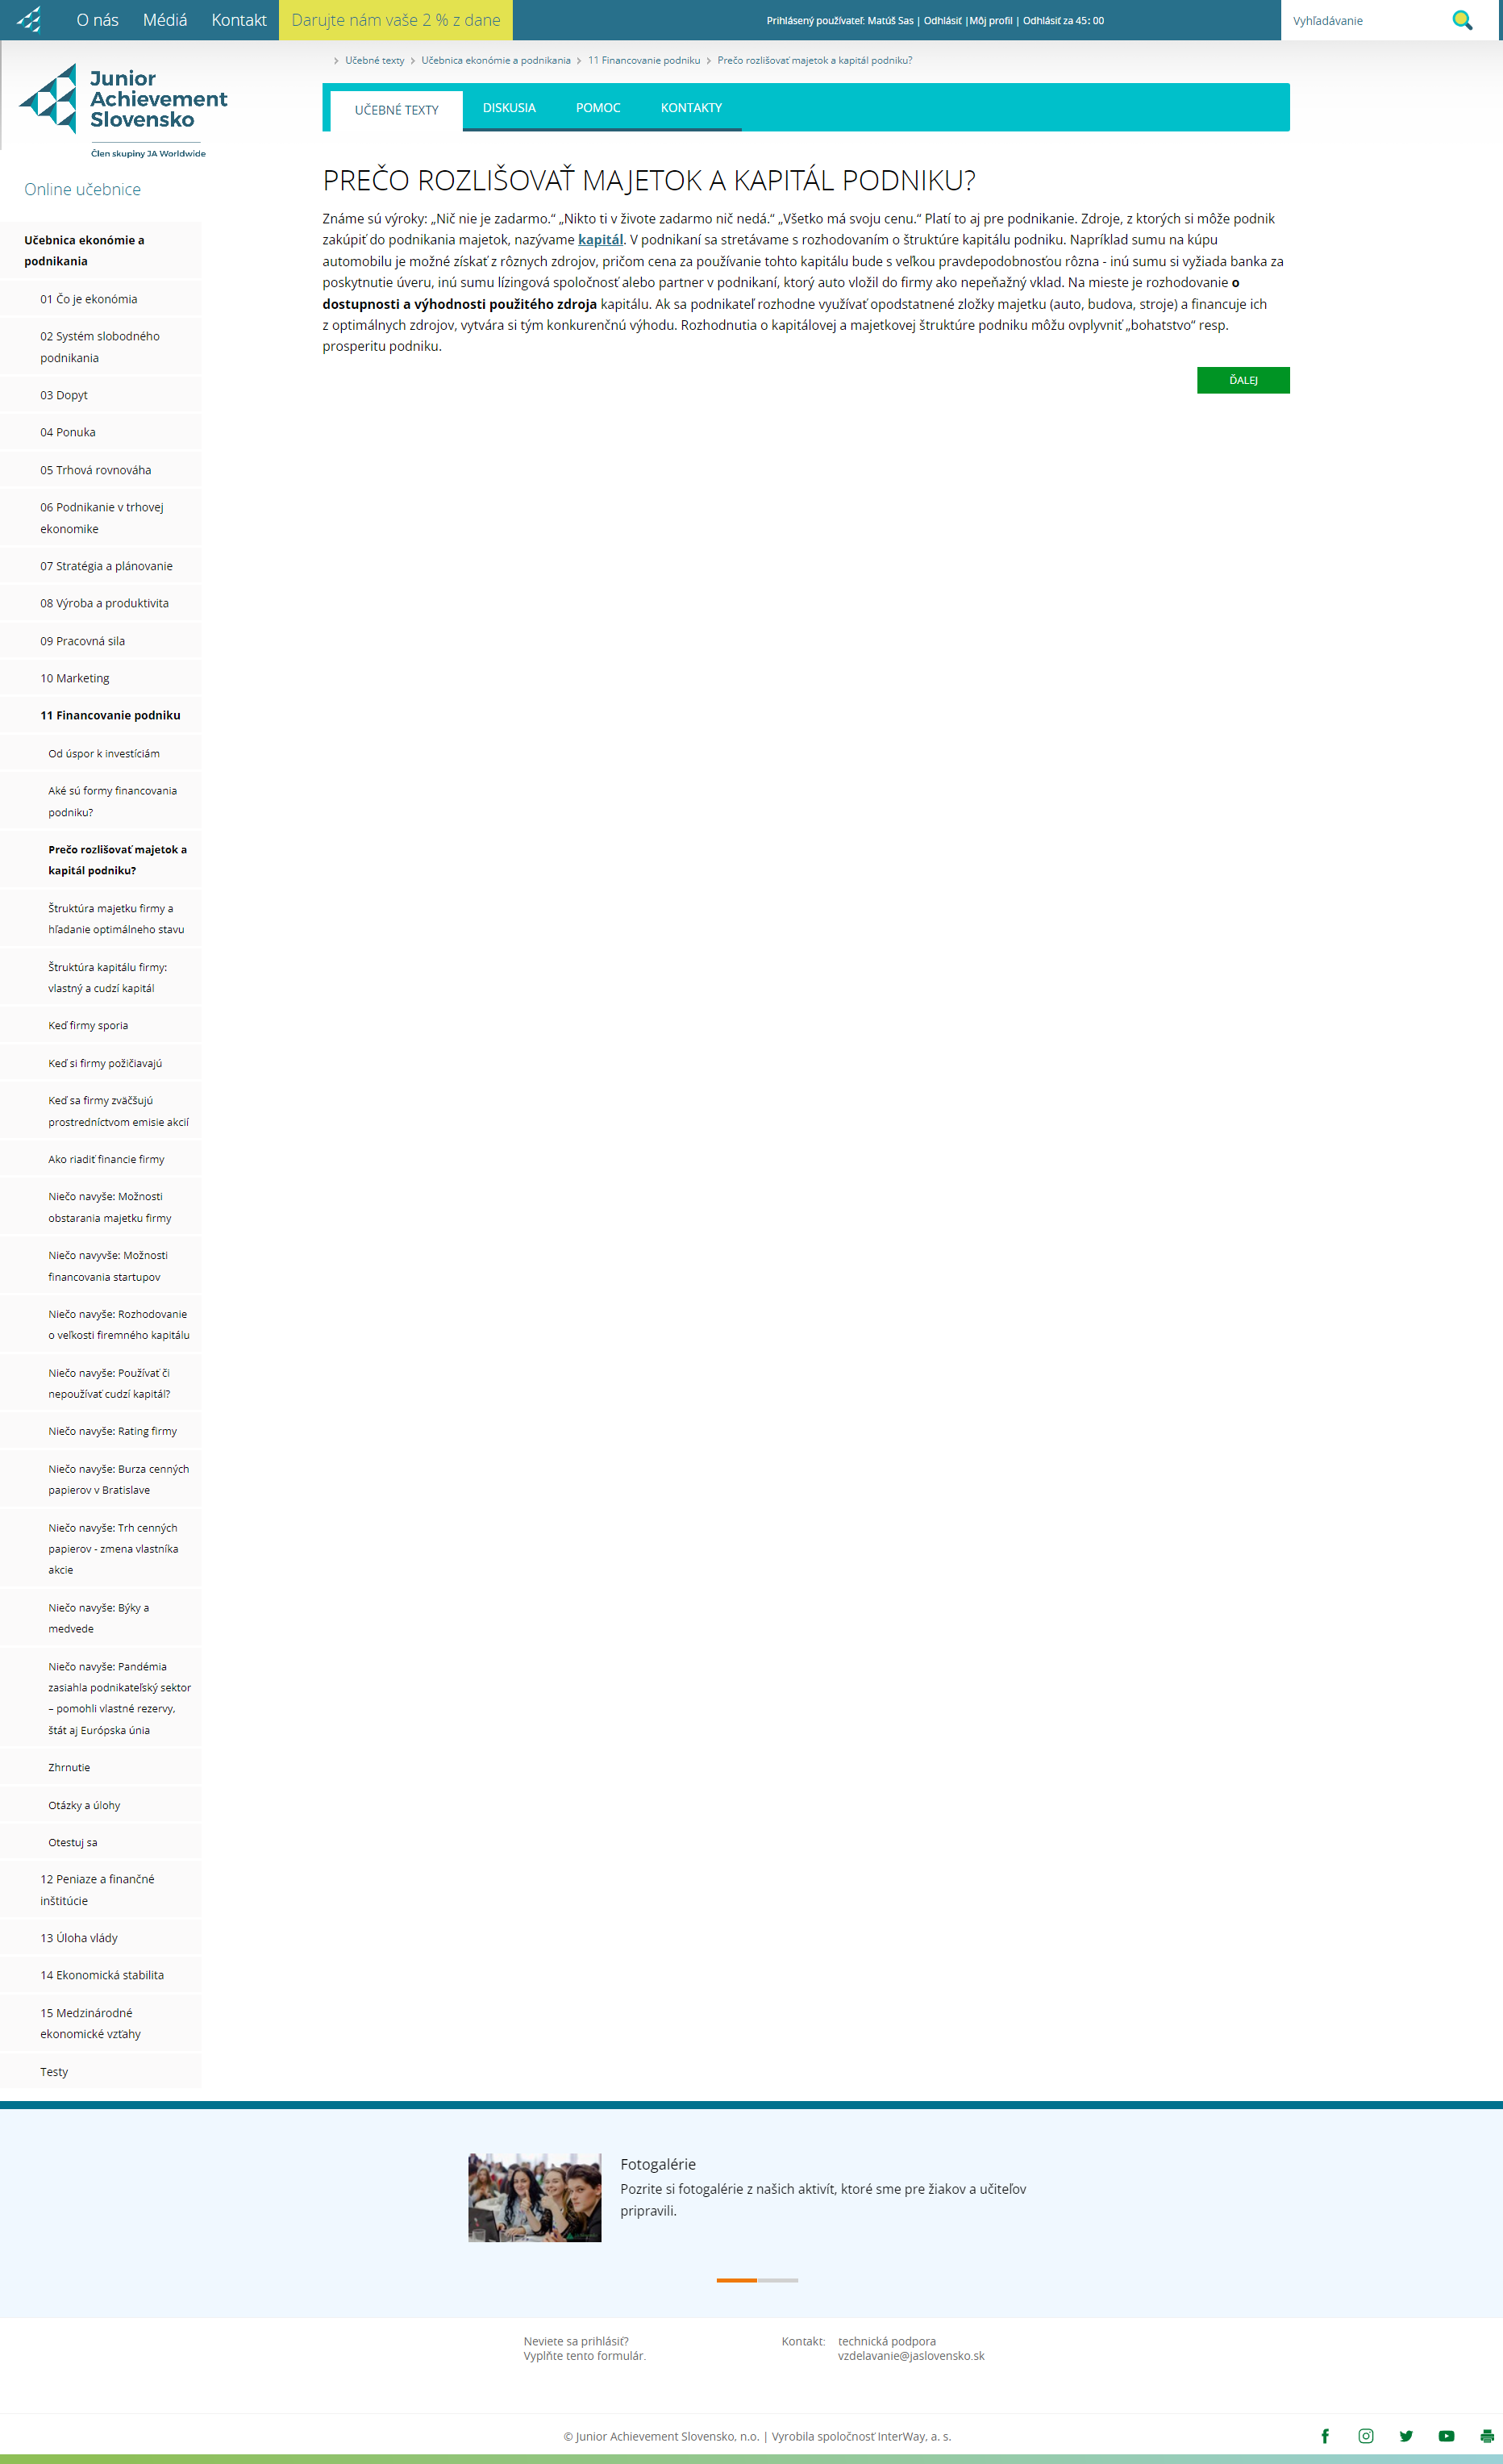 O nás Médiá Kontakt Darujte nám vaše 2 % z dane
Prihlásený používateľ: Matúš Sas | Odhlásiť |Môj profil | Odhlásiť za 45: 00
Vyhľadávanie
Junior
Achievement
Slovensko
Člen skupiny JA Worldwide
Online učebnice
Učebnica ekonómie a
podnikania
01 Čo je ekonómia
02 Systém slobodného
podnikania
03 Dopyt
04 Ponuka
05 Trhová rovnováha
06 Podnikanie v trhovej
ekonomike
07 Stratégia a plánovanie
08 Výroba a produktivita
09 Pracovná sila
10 Marketing
11 Financovanie podniku
Od úspor k investíciám
Aké sú formy financovania
podniku?
Prečo rozlišovať majetok a
kapitál podniku?
Štruktúra majetku firmy a
hľadanie optimálneho stavu
Štruktúra kapitálu firmy:
vlastný a cudzí kapitál
Keď firmy sporia
Keď si firmy požičiavajú
Keď sa firmy zväčšujú
prostredníctvom emisie akcií
Ako riadiť financie firmy
Niečo navyše: Možnosti
obstarania majetku firmy
Niečo navyvše: Možnosti
financovania startupov
Niečo navyše: Rozhodovanie
o veľkosti firemného kapitálu
Niečo navyše: Používať či
nepoužívať cudzí kapitál?
Niečo navyše: Rating firmy
Niečo navyše: Burza cenných
papierov v Bratislave
Niečo navyše: Trh cenných
papierov - zmena vlastníka
akcie
Niečo navyše: Býky a
medvede
Niečo navyše: Pandémia
zasiahla podnikateľský sektor
– pomohli vlastné rezervy,
štát aj Európska únia
Zhrnutie
Otázky a úlohy
Otestuj sa
12 Peniaze a finančné
inštitúcie
13 Úloha vlády
14 Ekonomická stabilita
15 Medzinárodné
ekonomické vzťahy
Testy
Učebné texty Učebnica ekonómie a podnikania 11 Financovanie podniku Prečo rozlišovať majetok a kapitál podniku?
UČEBNÉ TEXTY DISKUSIA POMOC KONTAKTY
PREČO ROZLIŠOVAŤ MAJETOK A KAPITÁL PODNIKU?
Známe sú výroky: „Nič nie je zadarmo.“ „Nikto ti v živote zadarmo nič nedá.“ „Všetko má svoju cenu.“ Platí to aj pre podnikanie. Zdroje, z ktorých si môže podnik
zakúpiť do podnikania majetok, nazývame kapitál. V podnikaní sa stretávame s rozhodovaním o štruktúre kapitálu podniku. Napríklad sumu na kúpu
automobilu je možné získať z rôznych zdrojov, pričom cena za používanie tohto kapitálu bude s veľkou pravdepodobnosťou rôzna - inú sumu si vyžiada banka za
poskytnutie úveru, inú sumu lízingová spoločnosť alebo partner v podnikaní, ktorý auto vložil do firmy ako nepeňažný vklad. Na mieste je rozhodovanie o
dostupnosti a výhodnosti použitého zdroja kapitálu. Ak sa podnikateľ rozhodne využívať opodstatnené zložky majetku (auto, budova, stroje) a financuje ich
z optimálnych zdrojov, vytvára si tým konkurenčnú výhodu. Rozhodnutia o kapitálovej a majetkovej štruktúre podniku môžu ovplyvniť „bohatstvo“ resp.
prosperitu podniku.
ĎALEJ
Fotogalérie
Pozrite si fotogalérie z našich aktivít, ktoré sme pre žiakov a učiteľov
pripravili.
Neviete sa prihlásiť?
Vyplňte tento formulár.
Kontakt: technická podpora
vzdelavanie@jaslovensko.sk
© Junior Achievement Slovensko, n.o. | Vyrobila spoločnosť InterWay, a. s.